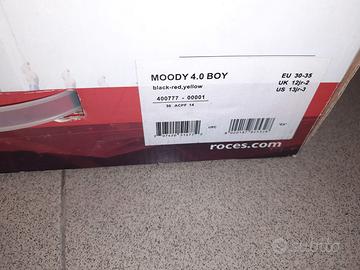 MOODY 4.0 BOY
black-red,yellow
400777 - 00001
EU 30-35
UK 12jr-2
US 13jr-3
roces.com
subito